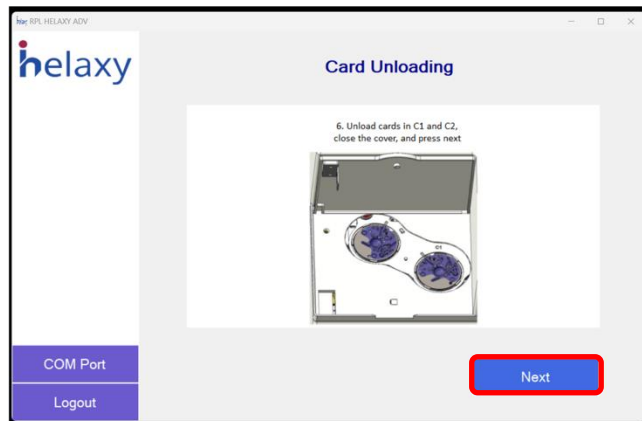 RPL HELAXY ADV
helaxy
Card Unloading
6. Unload cards in C1 and C2,
close the cover, and press next
C1
COM Port
Logout
Next